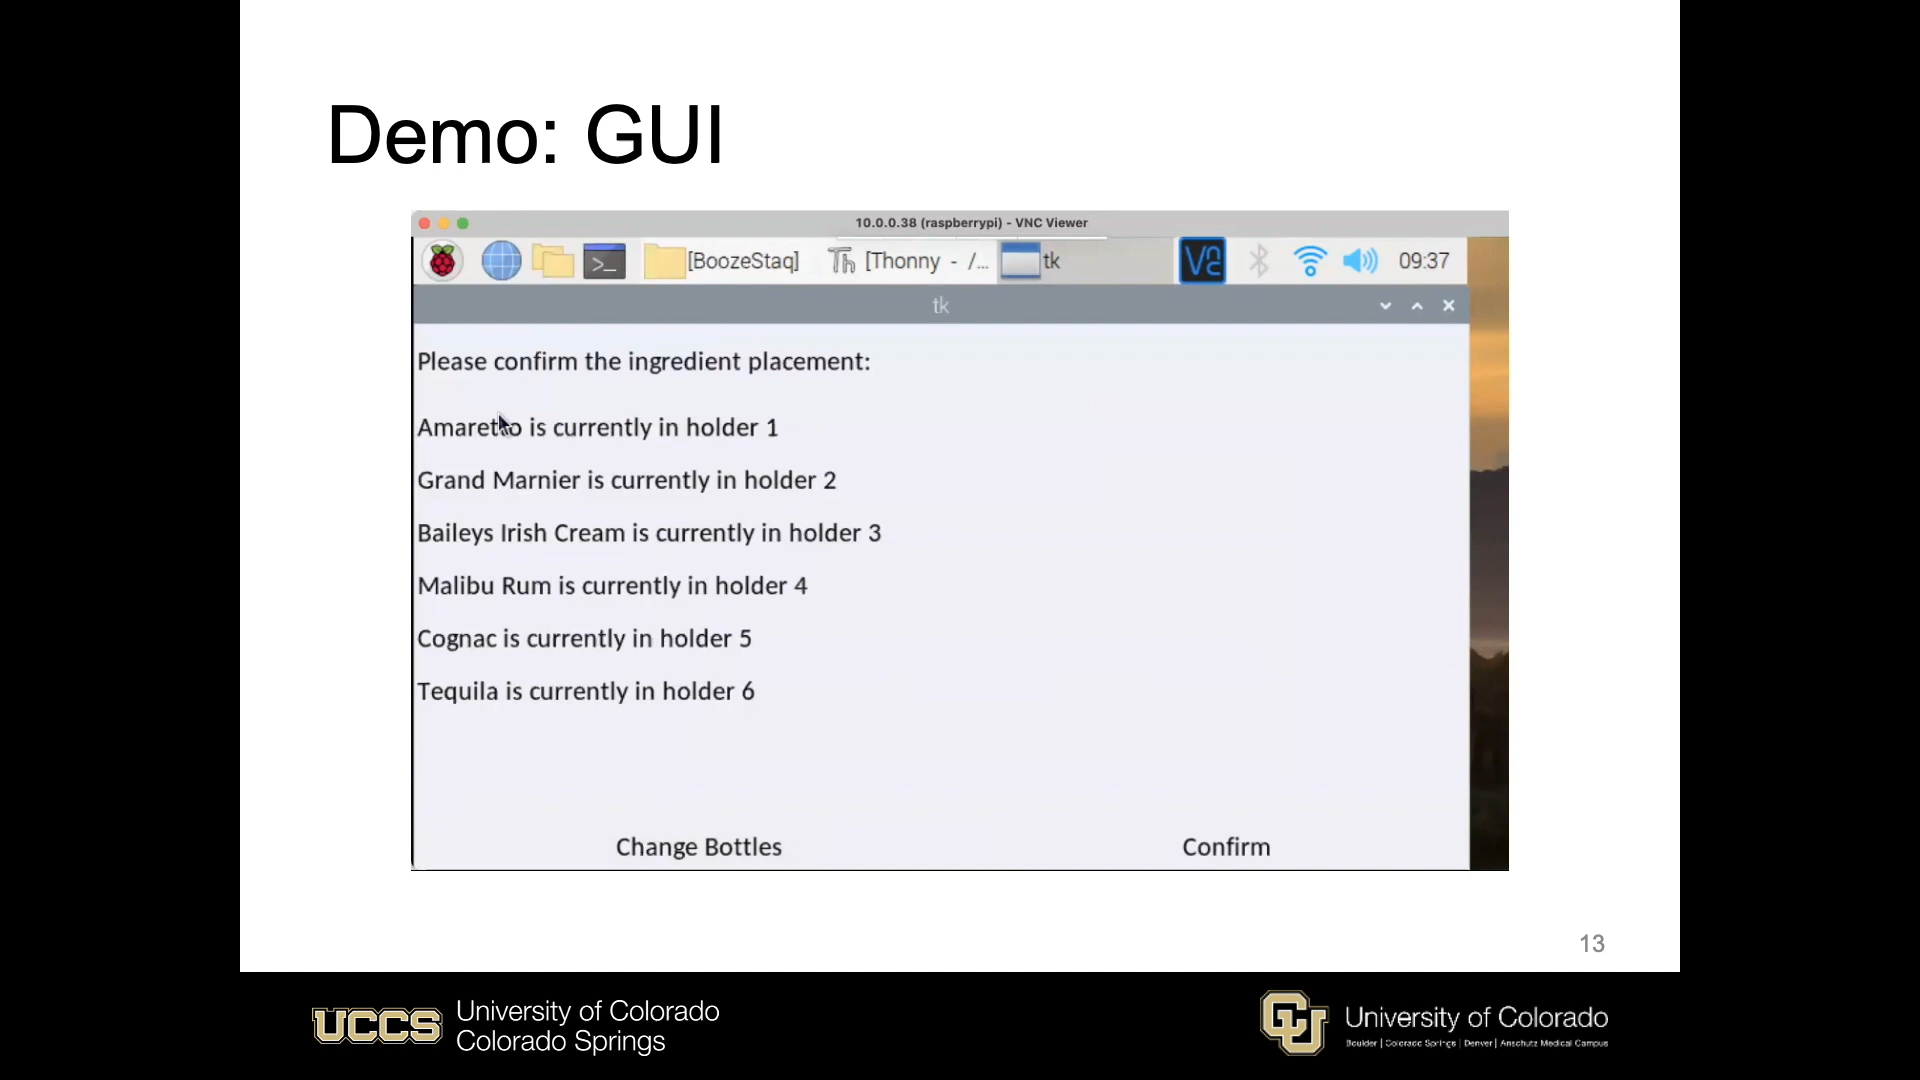 Demo: GUI
10.0.0.38 (raspberrypi) - VNC Viewer
[BoozeStaq] Th [Thonny - /... tk VNC 09:37
tk
Please confirm the ingredient placement:
Amaretto is currently in holder 1
Grand Marnier is currently in holder 2
Baileys Irish Cream is currently in holder 3
Malibu Rum is currently in holder 4
Cognac is currently in holder 5
Tequila is currently in holder 6
Change Bottles Confirm
13
UCCS University of Colorado
Colorado Springs
CU University of Colorado
Boulder | Colorado Springs | Denver | Anschutz Medical Campus